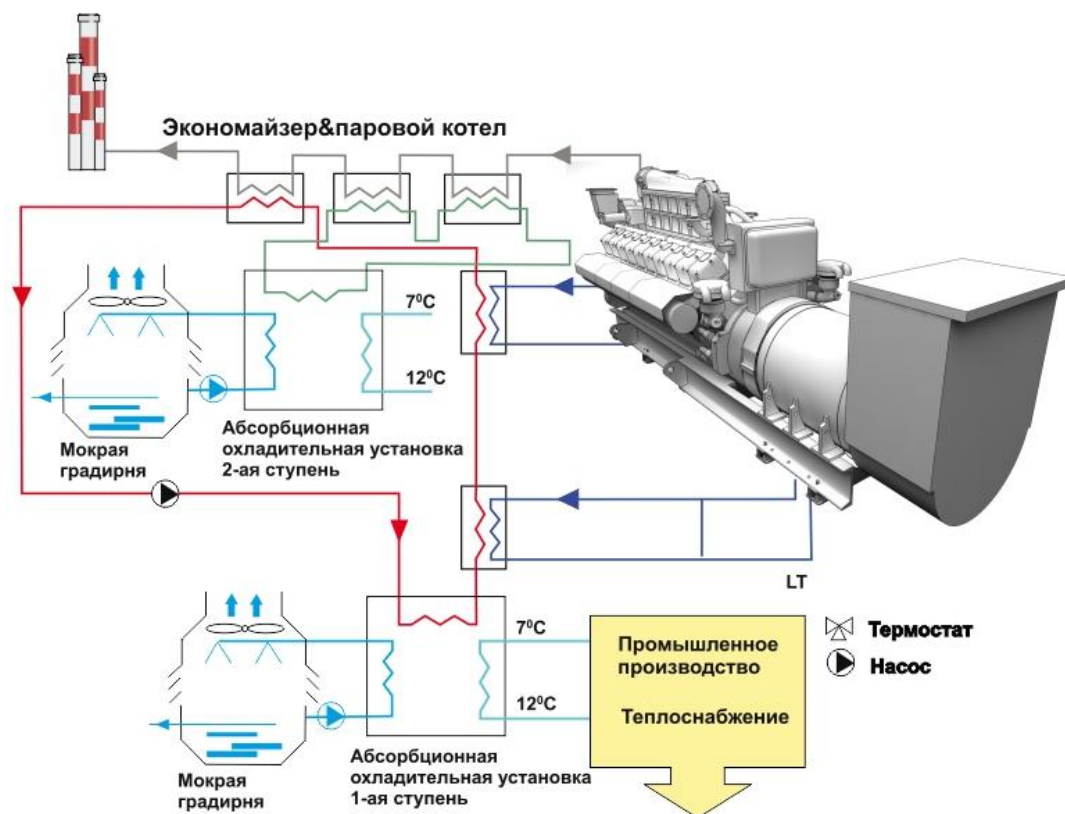 Экономайзер&паровой котел
7⁰C
12⁰C
Мокрая
градирня
Абсорбционная
охладительная установка
2-ая ступень
LT
7⁰C
12⁰C
Промышленное
производство
Теплоснабжение
Термостат
Насос
Мокрая
градирня
Абсорбционная
охладительная установка
1-ая ступень